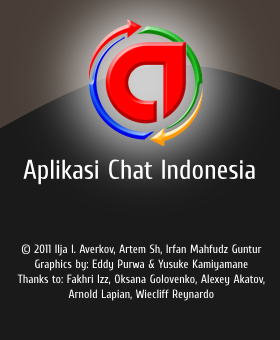 Aplikasi Chat Indonesia
© 2011 Ilja I. Averkov, Artem Sh, Irfan Mahfudz Guntur
Graphics by: Eddy Purwa & Yusuke Kamiyamane
Thanks to: Fakhri Izz, Oksana Golovenko, Alexey Akatov,
Arnold Lapian, Wiecliff Reynardo